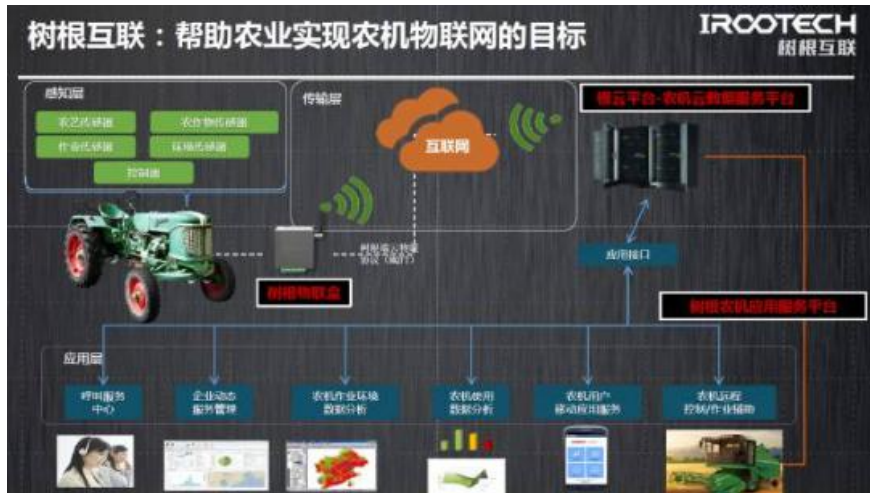 树根互联：帮助农业实现农机物联网的目标
IROOTECH
树根互联
感知层
农艺传感器
农作物传感器
作业传感器
环境传感器
控制器
传输层
互联网
根云平台-农机云数据服务平台
树根物联盒
应用接口
树根农机应用服务平台
应用层
呼叫服务
中心
企业动态
服务管理
农机作业环境
数据分析
农机使用
数据分析
农机用户
移动应用服务
农机远程
控制/作业辅助